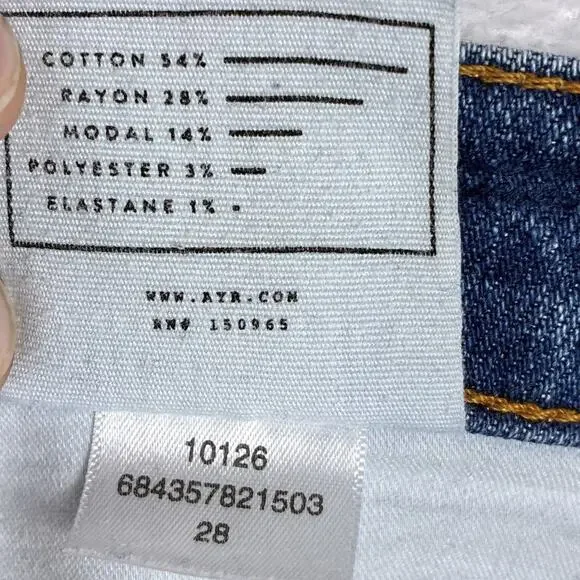 COTTON 54%
RAYON 28%
MODAL 14%
POLYESTER 3%
ELASTANE 1%
WWW.AYR.COM
RN# 150965
10126
684357821503
28